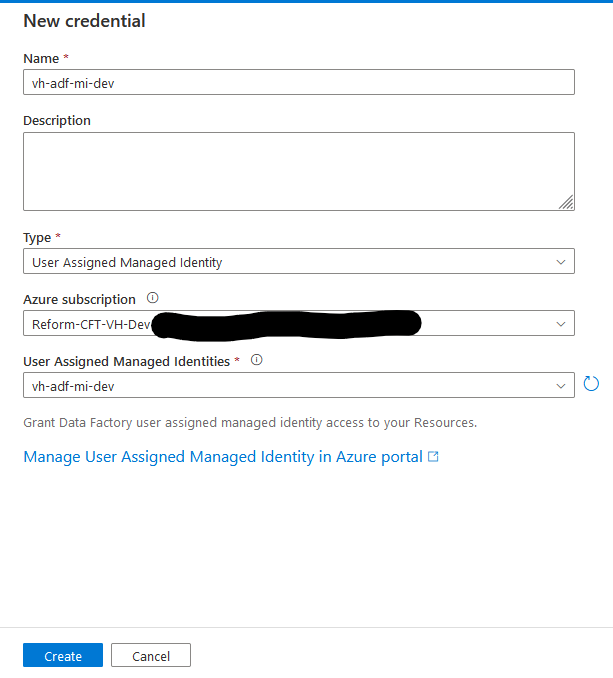 New credential
Name *
vh-adf-mi-dev
Description
Type *
User Assigned Managed Identity
Azure subscription
Reform-CFT-VH-Dev
User Assigned Managed Identities *
vh-adf-mi-dev
Grant Data Factory user assigned managed identity access to your Resources.
Manage User Assigned Managed Identity in Azure portal
Create Cancel